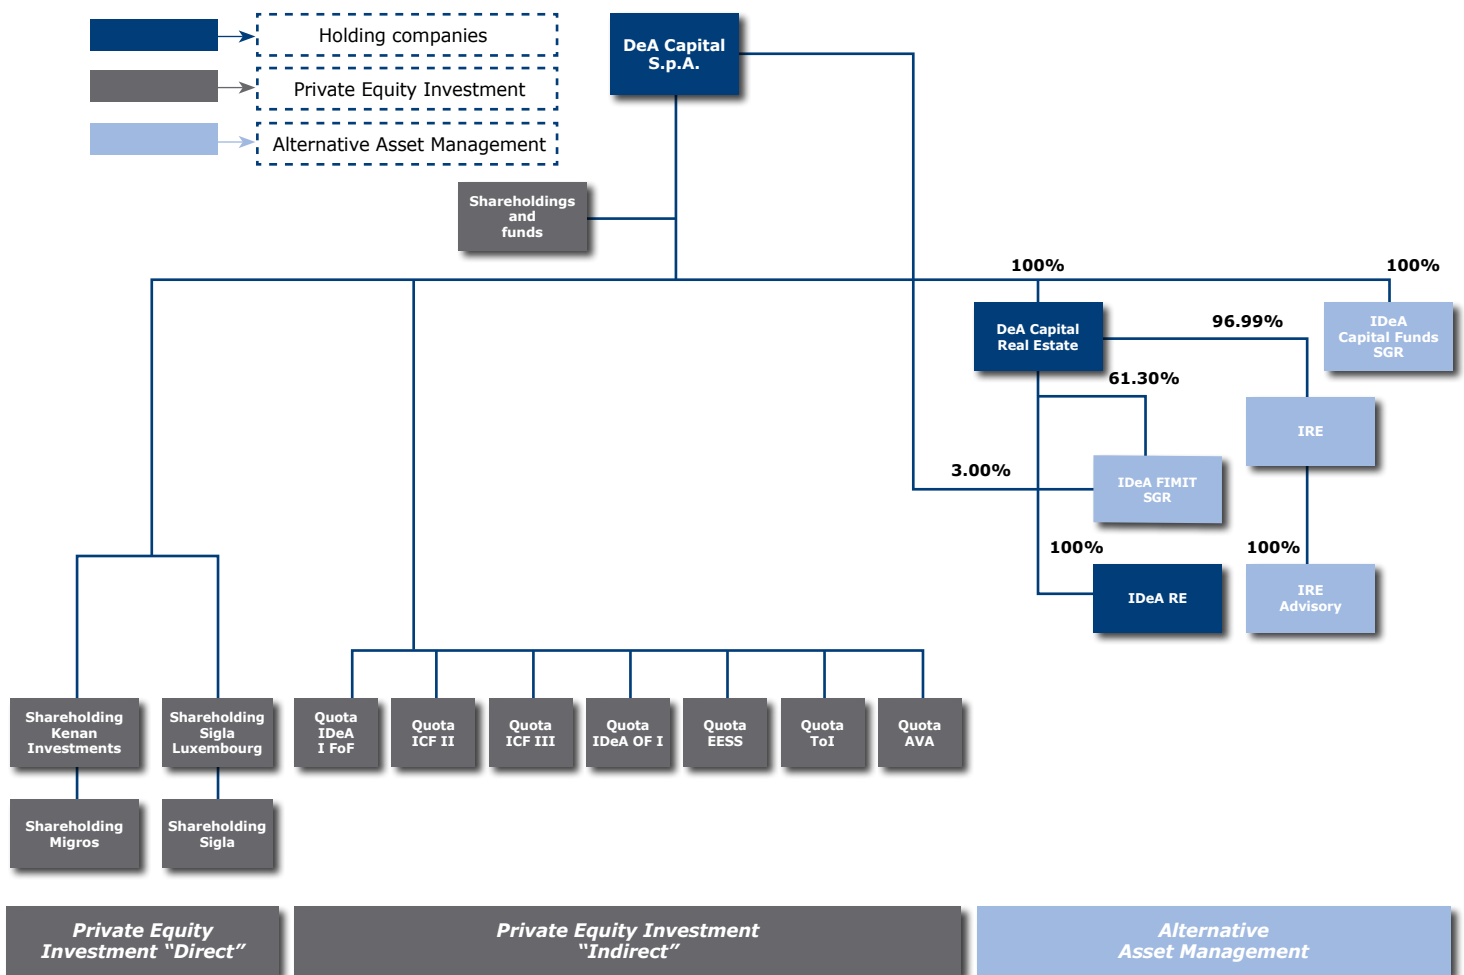 Holding companies
Private Equity Investment
Alternative Asset Management
DeA Capital
S.p.A.
Shareholdings
and
funds
100%
100%
DeA Capital
Real Estate
96.99%
IDeA
Capital Funds
SGR
61.30%
IRE
3.00%
IDeA FIMIT
SGR
100%
100%
IDeA RE
IRE
Advisory
Shareholding
Kenan
Investments
Shareholding
Sigla
Luxembourg
Quota
IDeA
I FoF
Quota
ICF II
Quota
ICF III
Quota
IDeA OF I
Quota
EESS
Quota
ToI
Quota
AVA
Shareholding
Migros
Shareholding
Sigla
Private Equity
Investment “Direct”
Private Equity Investment
“Indirect”
Alternative
Asset Management